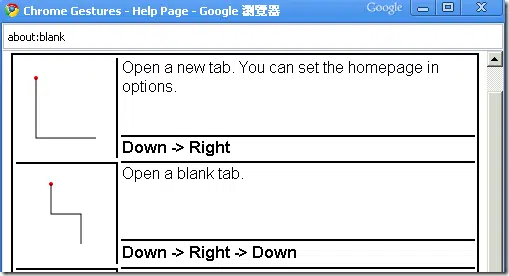 Chrome Gestures - Help Page - Google 瀏覽器
Google
about:blank
Open a new tab. You can set the homepage in
options.
Down -> Right
Open a blank tab.
Down -> Right -> Down